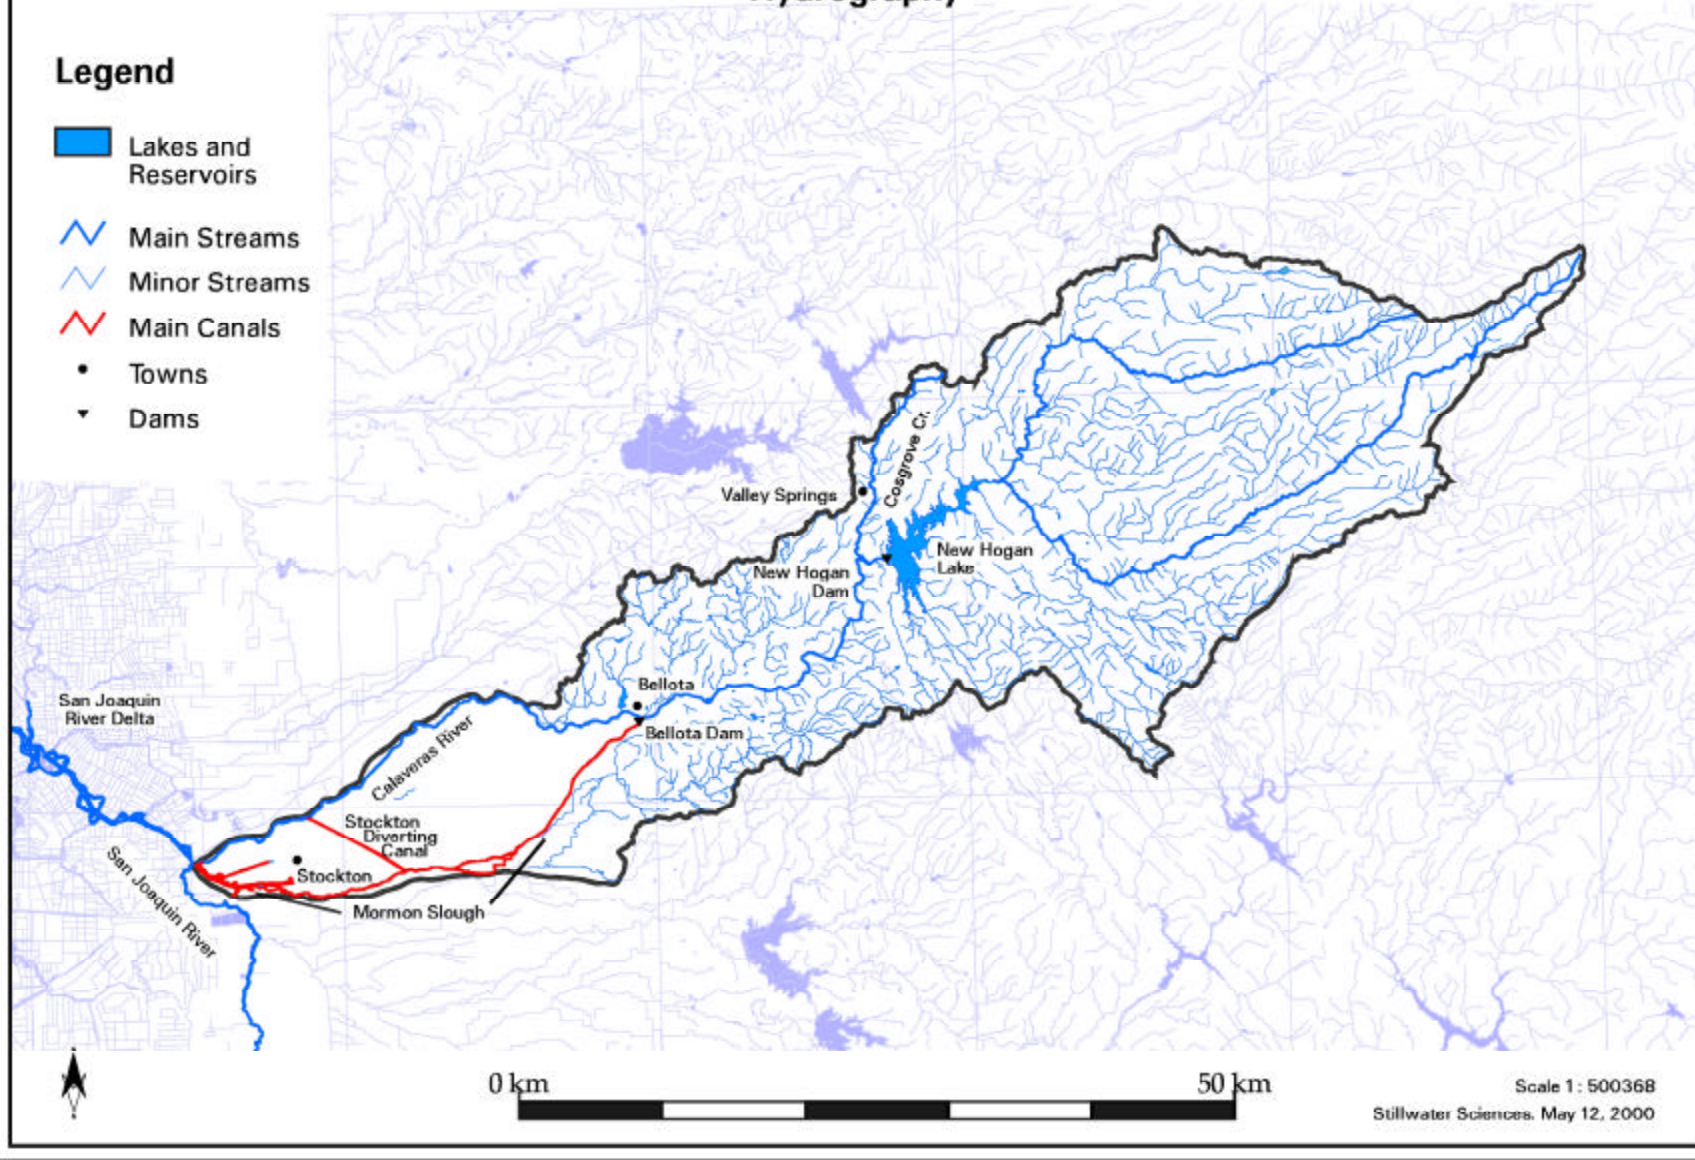 Hydrography
Legend
Lakes and
Reservoirs
Main Streams
Minor Streams
Main Canals
Towns
Dams
Cosgrove Cr.
Valley Springs
New Hogan
Lake
New Hogan
Dam
Bellota
Bellota Dam
San Joaquin
River Delta
Calaveras River
Stockton
Diverting
Canal
Stockton
Mormon Slough
San Joaquin River
0 km
50 km
Scale 1 : 500368
Stillwater Sciences. May 12, 2000